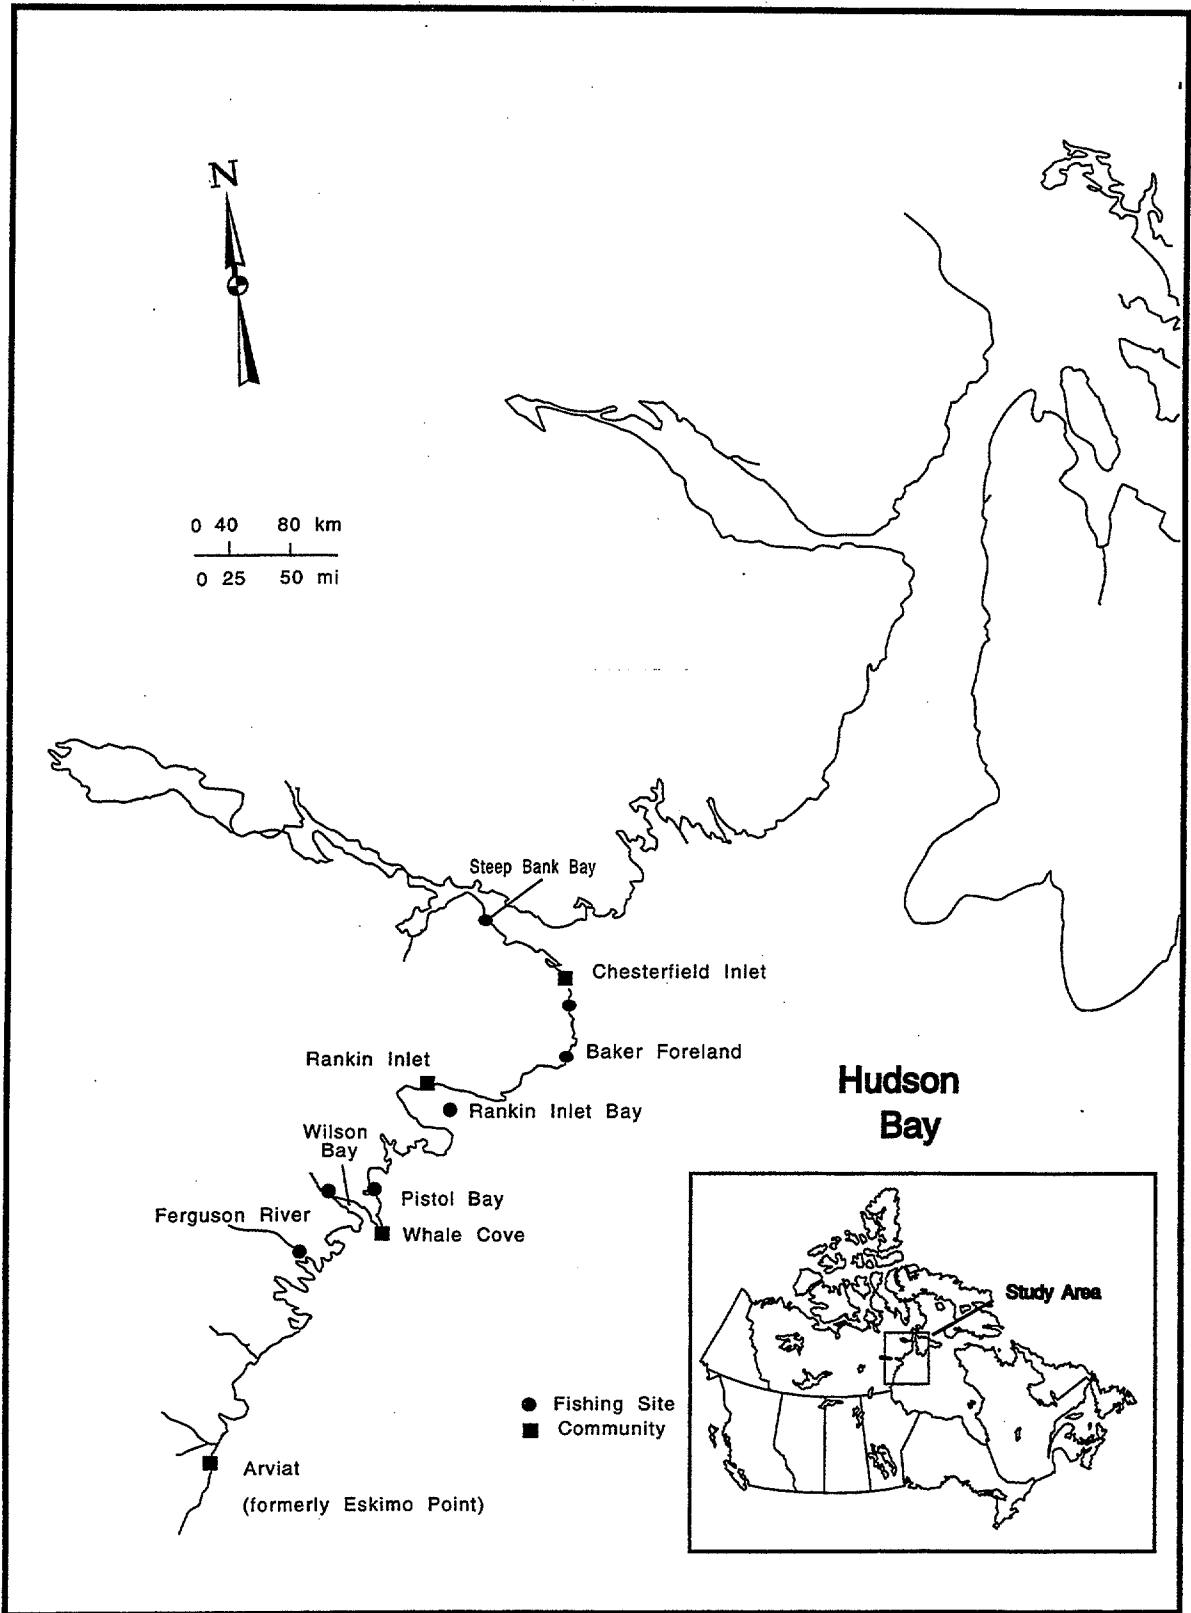 N
0 40 80 km
0 25 50 mi
Steep Bank Bay
Chesterfield Inlet
Baker Foreland
Rankin Inlet
Rankin Inlet Bay
Hudson
Bay
Wilson
Bay
Pistol Bay
Ferguson River
Whale Cove
Study Area
Fishing Site
Community
Arviat
(formerly Eskimo Point)